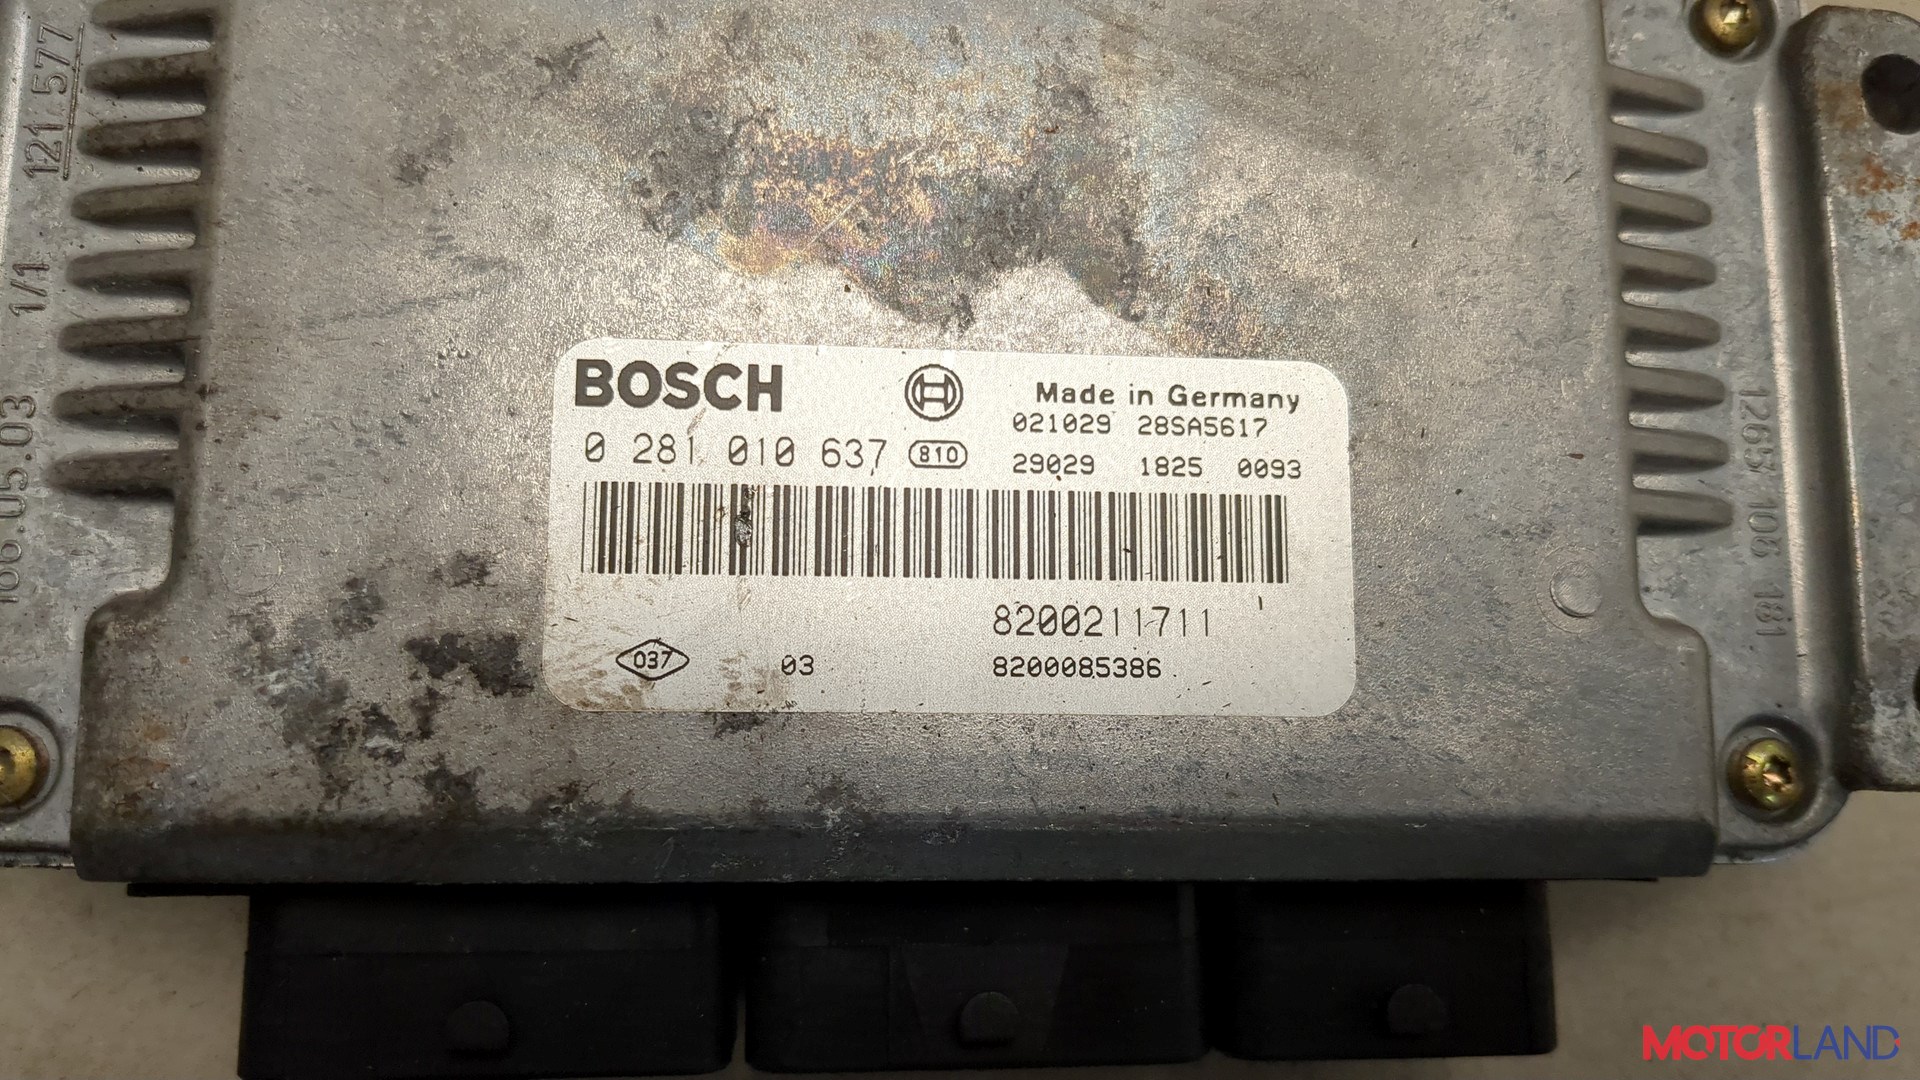 121.577
1/1
166.05.03
BOSCH
Made in Germany
021029 28SA5617
0 281 010 637 810
29029 1825 0093
8200211711
037 03 8200085386
1265 106 181
MOTORLAND